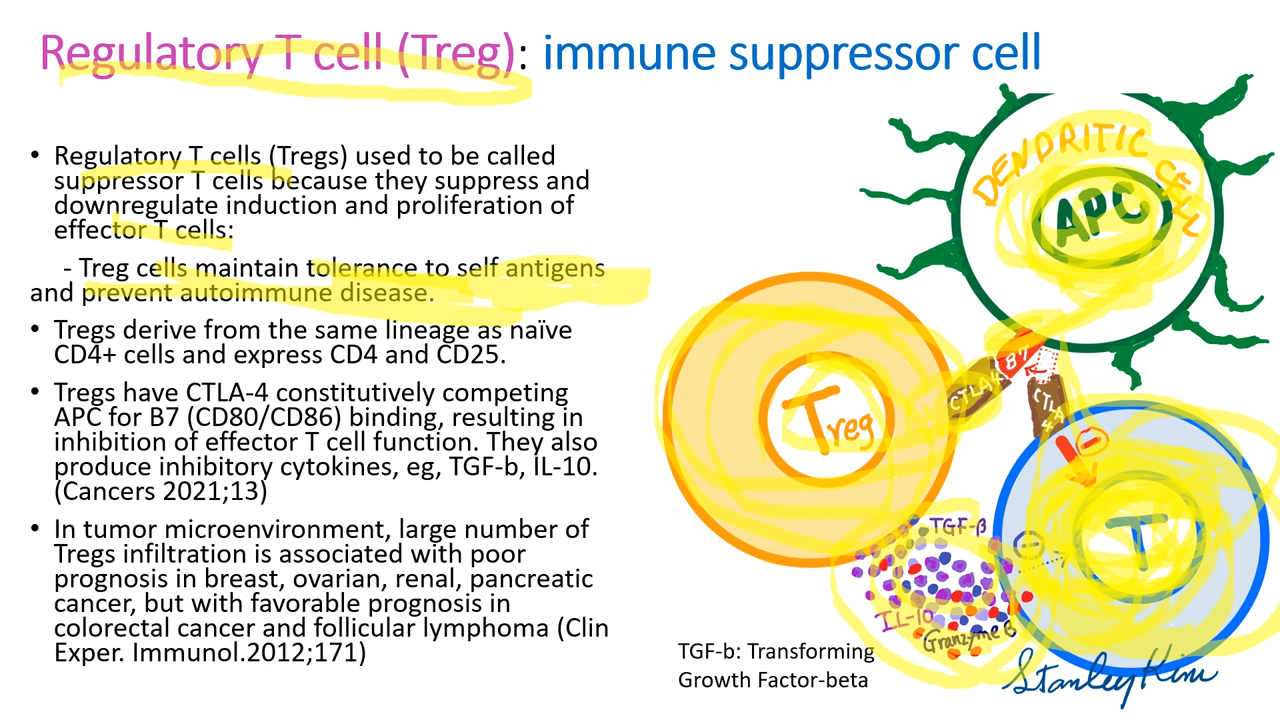 Regulatory T cell (Treg): immune suppressor cell
• Regulatory T cells (Tregs) used to be called
suppressor T cells because they suppress and
downregulate induction and proliferation of
effector T cells:
- Treg cells maintain tolerance to self antigens
and prevent autoimmune disease.
• Tregs derive from the same lineage as naïve
CD4+ cells and express CD4 and CD25.
• Tregs have CTLA-4 constitutively competing
APC for B7 (CD80/CD86) binding, resulting in
inhibition of effector T cell function. They also
produce inhibitory cytokines, eg, TGF-b, IL-10.
(Cancers 2021;13)
• In tumor microenvironment, large number of
Tregs infiltration is associated with poor
prognosis in breast, ovarian, renal, pancreatic
cancer, but with favorable prognosis in
colorectal cancer and follicular lymphoma (Clin
Exper. Immunol.2012;171)
DENDRITIC CELL
APC
Treg
CTLA4
B7
CTLA
4
T
TGF-β
IL-10
Granzyme B
TGF-b: Transforming
Growth Factor-beta
Stanley Kim